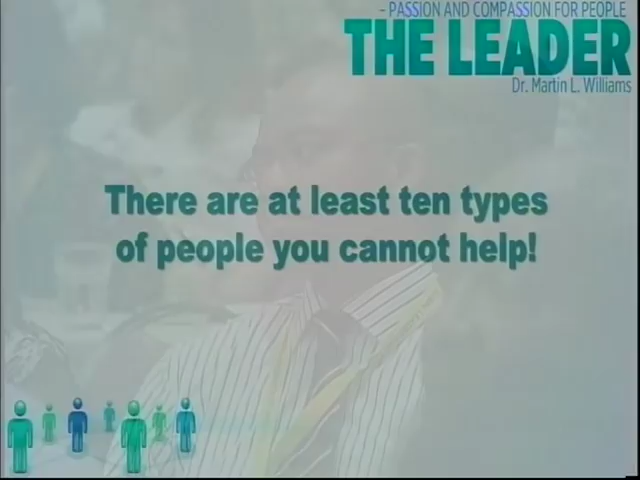 - PASSION AND COMPASSION FOR PEOPLE
THE LEADER
Dr. Martin L. Williams
There are at least ten types
of people you cannot help!